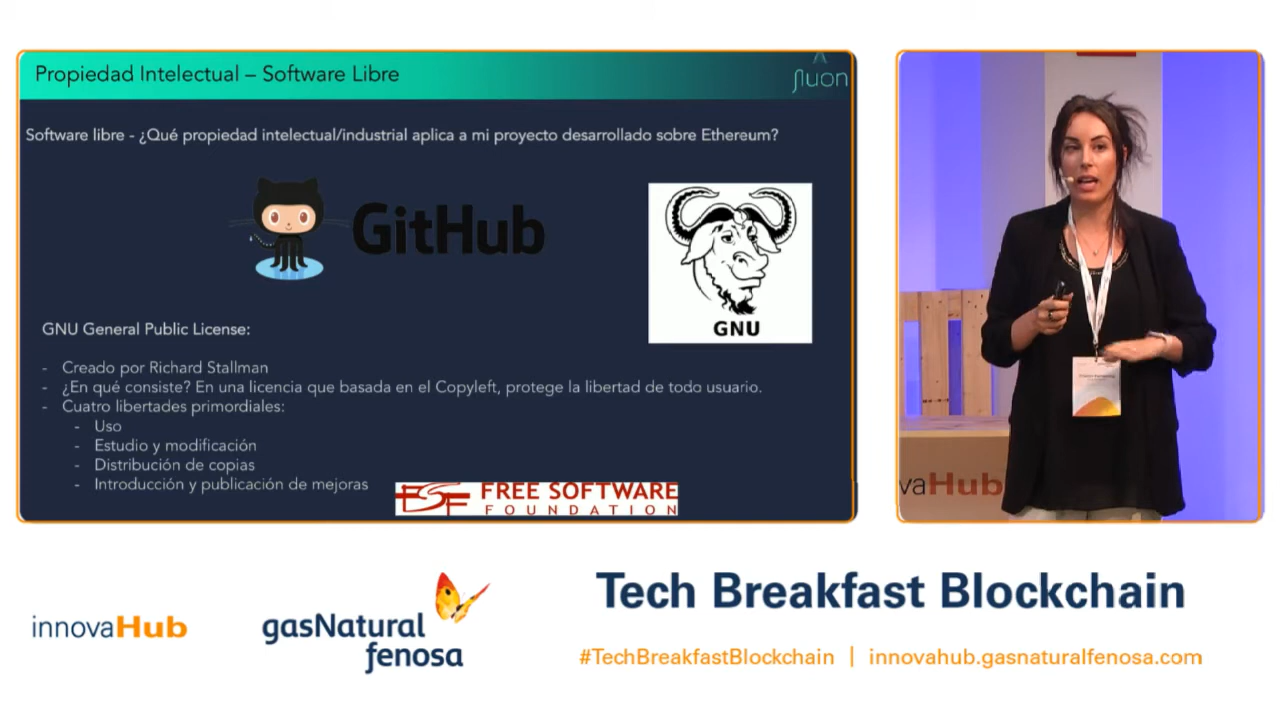 Propiedad Intelectual – Software Libre
fluon
Software libre - ¿Qué propiedad intelectual/industrial aplica a mi proyecto desarrollado sobre Ethereum?
GitHub
GNU
GNU General Public License:
- Creado por Richard Stallman
- ¿En qué consiste? En una licencia que basada en el Copyleft, protege la libertad de todo usuario.
- Cuatro libertades primordiales:
- Uso
- Estudio y modificación
- Distribución de copias
- Introducción y publicación de mejoras
FSF FREE SOFTWARE
FOUNDATION
vaHub
innovaHub
gasNatural
fenosa
Tech Breakfast Blockchain
#TechBreakfastBlockchain | innovahub.gasnaturalfenosa.com